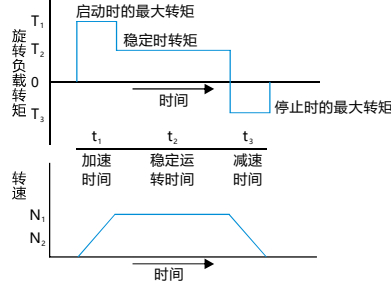 启动时的最大转矩
T₁
稳定时转矩
T₂
旋转负载转矩
0
时间
T₃
停止时的最大转矩
t₁
t₂
t₃
加速时间
稳定运转时间
减速时间
转速
N₁
N₂
时间